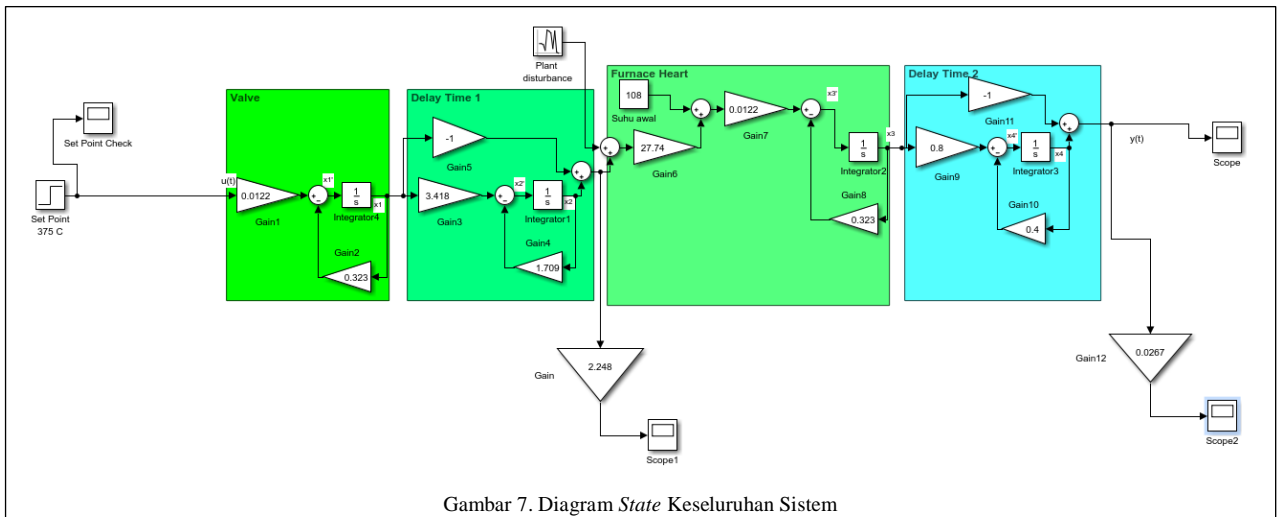 Plant
disturbance
Valve
Delay Time 1
Furnace Heart
Delay Time 2
Set Point Check
Set Point
375 C
u(t)
0.0122
Gain1
x1'
1
s
Integrator4
x1
0.323
Gain2
-1
Gain5
3.418
Gain3
x2'
1
s
Integrator1
x2
Gain4
1.709
108
Suhu awal
27.74
Gain6
0.0122
Gain7
x3'
1
s
Integrator2
x3
Gain8
0.323
-1
Gain11
0.8
Gain9
x4'
1
s
Integrator3
x4
Gain10
0.4
y(t)
Scope
2.248
Gain
Scope1
0.0267
Gain12
Scope2
Gambar 7. Diagram State Keseluruhan Sistem